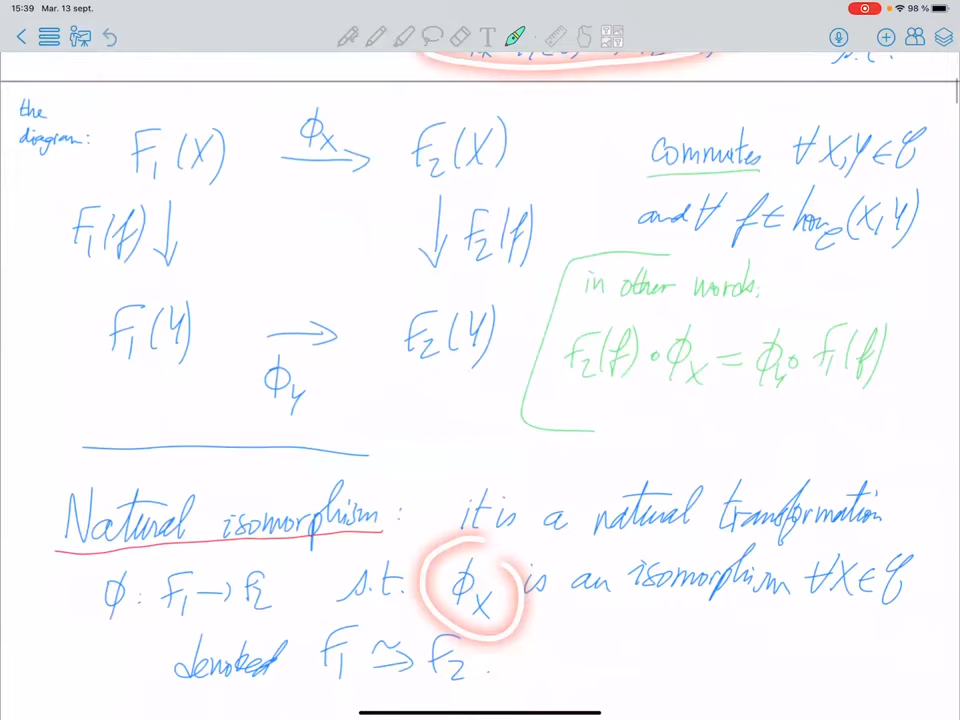 15:39 Mar. 13 sept. 98 %
s.t.
the diagram:
F₁(X) ϕ_X → F₂(X) commutes ∀ X,Y ∈ 𝒞
F₁(f) ↓ ↓ F₂(f) and ∀ f ∈ hom_𝒞(X,Y)
in other words:
F₁(Y) → F₂(Y) F₂(f) ∘ ϕ_X = ϕ_Y ∘ F₁(f)
ϕ_Y
Natural isomorphism: it is a natural transformation
ϕ: F₁ → F₂ s.t. ϕ_X is an isomorphism ∀X ∈ 𝒞
denoted F₁ ⥲ F₂.